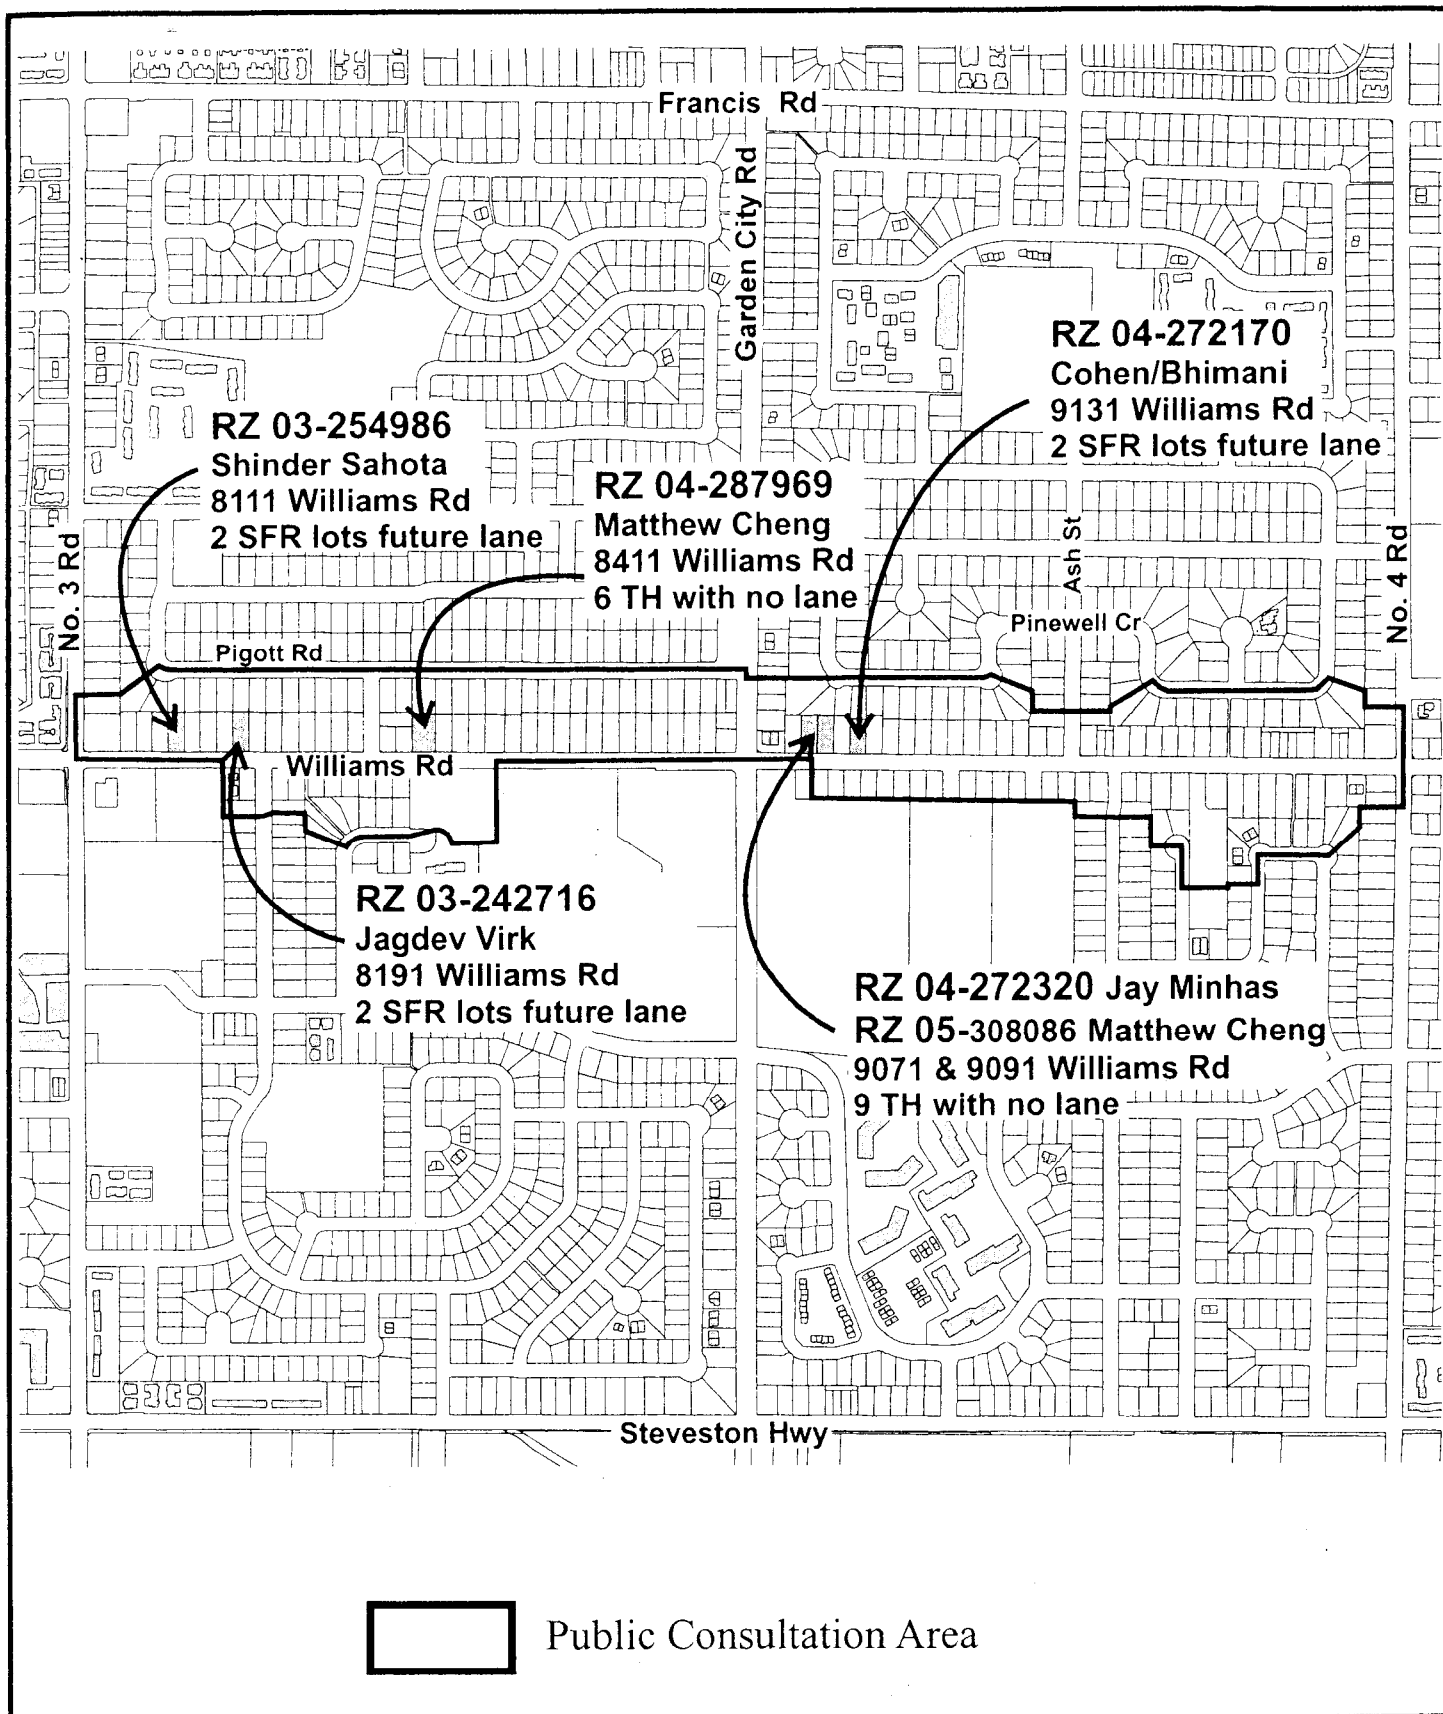 Francis Rd
Garden City Rd
RZ 04-272170
Cohen/Bhimani
9131 Williams Rd
2 SFR lots future lane
RZ 03-254986
Shinder Sahota
8111 Williams Rd
2 SFR lots future lane
RZ 04-287969
Matthew Cheng
8411 Williams Rd
6 TH with no lane
No. 3 Rd
Ash St
No. 4 Rd
Pinewell Cr
Pigott Rd
Williams Rd
RZ 03-242716
Jagdev Virk
8191 Williams Rd
2 SFR lots future lane
RZ 04-272320 Jay Minhas
RZ 05-308086 Matthew Cheng
9071 & 9091 Williams Rd
9 TH with no lane
Steveston Hwy
Public Consultation Area